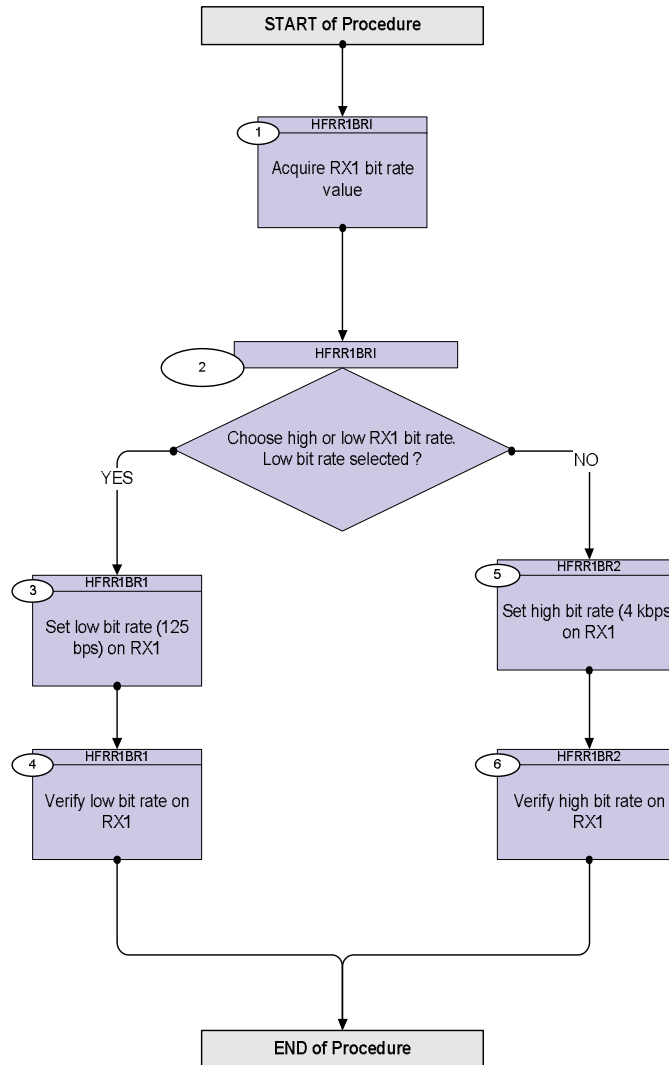 START of Procedure
HFRR1BRI
1
Acquire RX1 bit rate
value
HFRR1BRI
2
Choose high or low RX1 bit rate.
Low bit rate selected ?
YES
NO
HFRR1BR1
3
Set low bit rate (125
bps) on RX1
HFRR1BR1
4
Verify low bit rate on
RX1
HFRR1BR2
5
Set high bit rate (4 kbps
on RX1
HFRR1BR2
6
Verify high bit rate on
RX1
END of Procedure